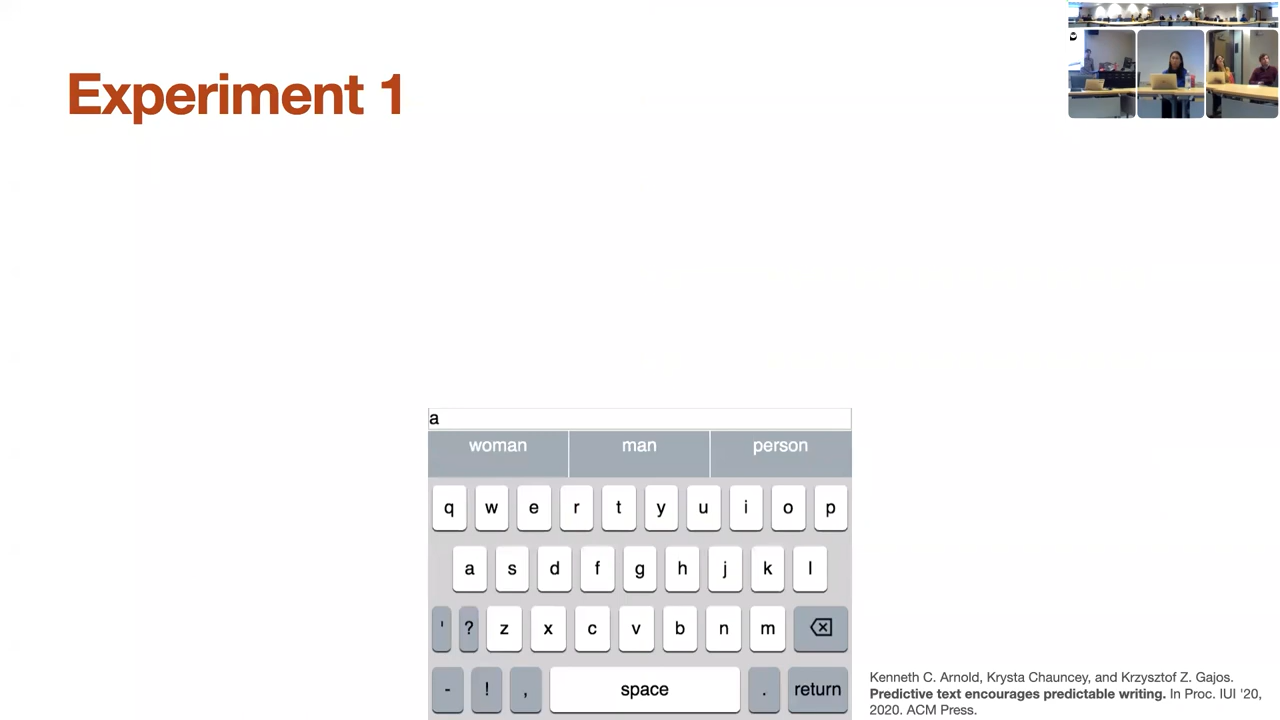 Experiment 1
a
woman man person
q w e r t y u i o p
a s d f g h j k l
' ? z x c v b n m
- ! , space . return
Kenneth C. Arnold, Krysta Chauncey, and Krzysztof Z. Gajos.
Predictive text encourages predictable writing. In Proc. IUI '20,
2020. ACM Press.